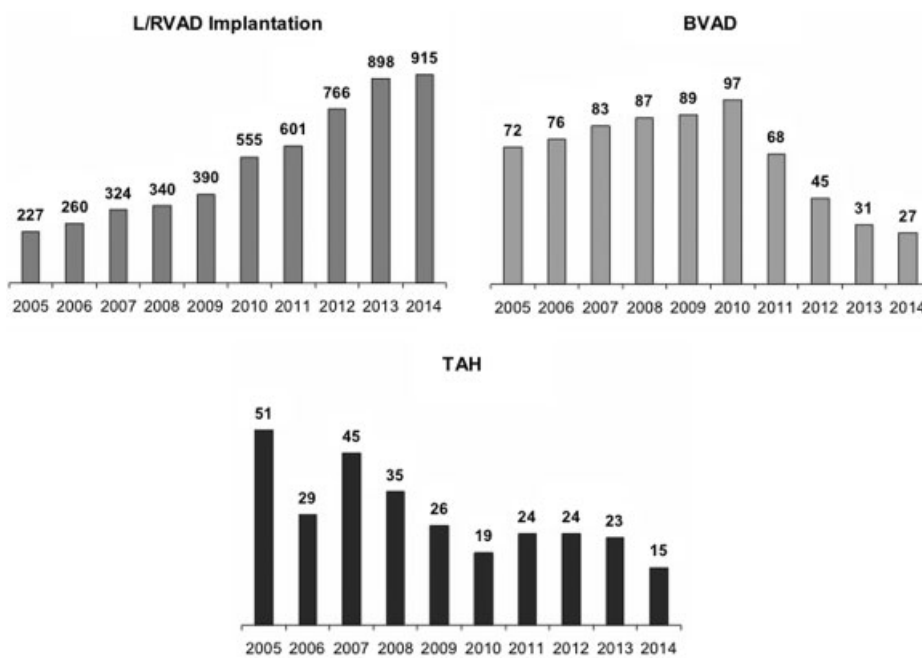 L/RVAD Implantation
227 260 324 340 390 555 601 766 898 915
2005 2006 2007 2008 2009 2010 2011 2012 2013 2014
BVAD
72 76 83 87 89 97 68 45 31 27
2005 2006 2007 2008 2009 2010 2011 2012 2013 2014
TAH
51 29 45 35 26 19 24 24 23 15
2005 2006 2007 2008 2009 2010 2011 2012 2013 2014